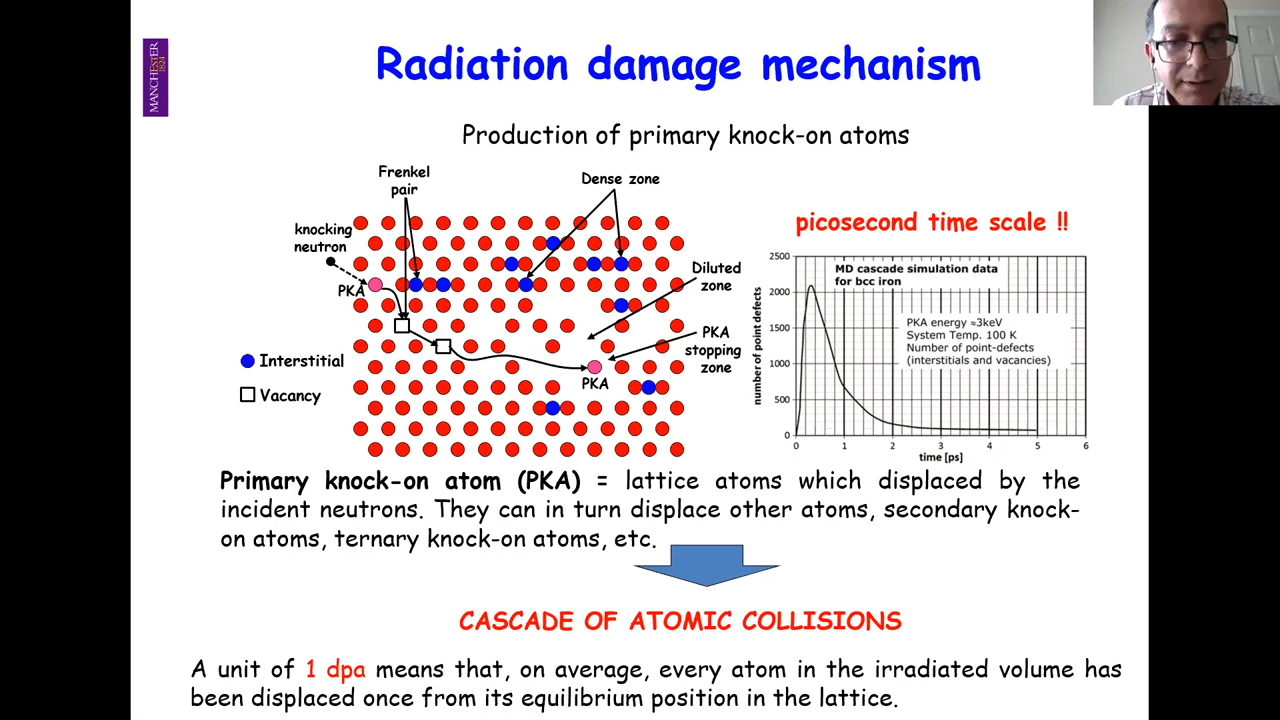 MANCHESTER
1824
Radiation damage mechanism
Production of primary knock-on atoms
Frenkel
pair
Dense zone
knocking
neutron
PKA
Diluted
zone
PKA
stopping
zone
PKA
Interstitial
Vacancy
picosecond time scale !!
MD cascade simulation data
for bcc iron
PKA energy ≈3keV
System Temp. 100 K
Number of point-defects
(interstitials and vacancies)
number of point defects
2500
2000
1500
1000
500
0
0 1 2 3 4 5 6
time [ps]
Primary knock-on atom (PKA) = lattice atoms which displaced by the
incident neutrons. They can in turn displace other atoms, secondary knock-
on atoms, ternary knock-on atoms, etc.
CASCADE OF ATOMIC COLLISIONS
A unit of 1 dpa means that, on average, every atom in the irradiated volume has
been displaced once from its equilibrium position in the lattice.